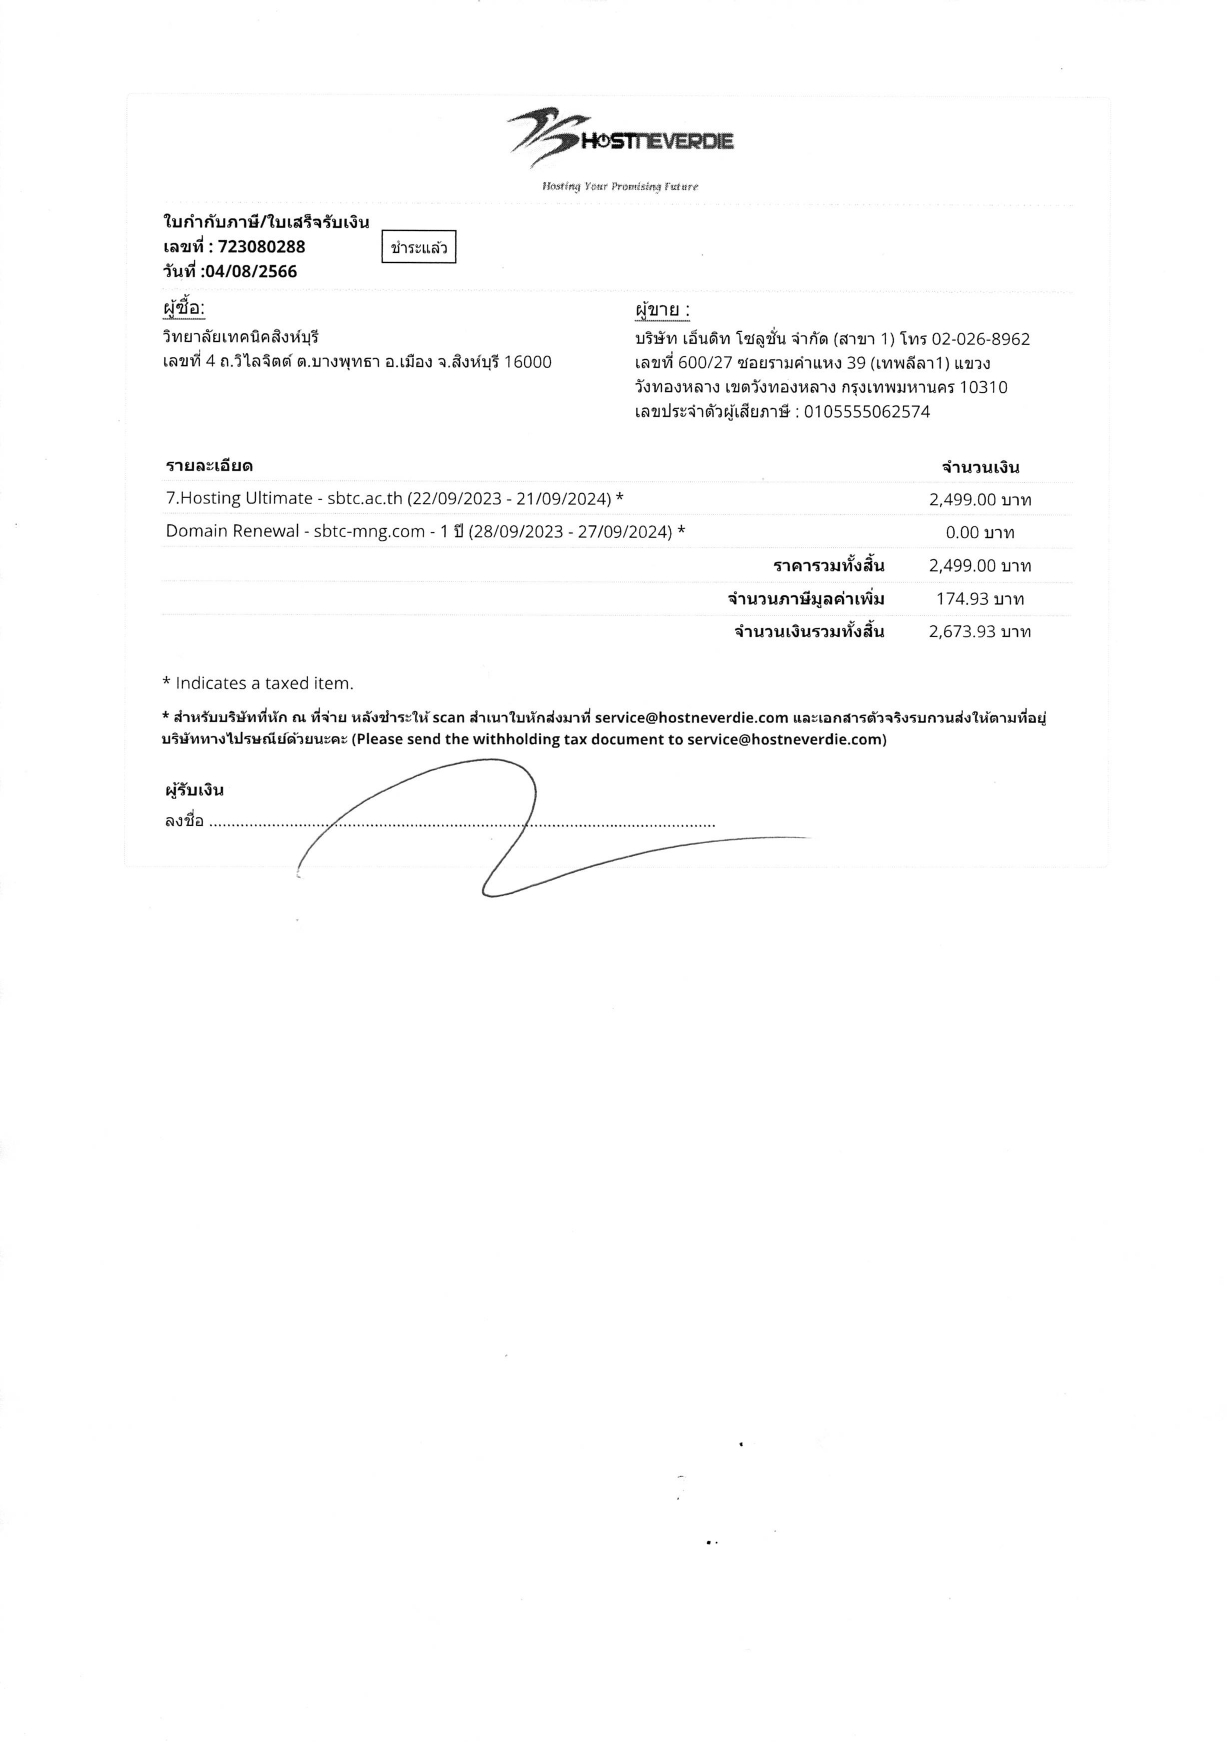 HOSTNEVERDIE
Hosting Your Promising Future
ใบกำกับภาษี/ใบเสร็จรับเงิน
เลขที่ : 723080288
ชำระแล้ว
วันที่ :04/08/2566
ผู้ซื้อ:
วิทยาลัยเทคนิคสิงห์บุรี
เลขที่ 4 ถ.วิไลจิตต์ ต.บางพุทธา อ.เมือง จ.สิงห์บุรี 16000
ผู้ขาย :
บริษัท เอ็นดิท โซลูชั่น จำกัด (สาขา 1) โทร 02-026-8962
เลขที่ 600/27 ซอยรามคำแหง 39 (เทพลีลา1) แขวง
วังทองหลาง เขตวังทองหลาง กรุงเทพมหานคร 10310
เลขประจำตัวผู้เสียภาษี : 0105555062574
รายละเอียด จำนวนเงิน
7.Hosting Ultimate - sbtc.ac.th (22/09/2023 - 21/09/2024) * 2,499.00 บาท
Domain Renewal - sbtc-mng.com - 1 ปี (28/09/2023 - 27/09/2024) * 0.00 บาท
ราคารวมทั้งสิ้น 2,499.00 บาท
จำนวนภาษีมูลค่าเพิ่ม 174.93 บาท
จำนวนเงินรวมทั้งสิ้น 2,673.93 บาท
* Indicates a taxed item.
* สำหรับบริษัทที่หัก ณ ที่จ่าย หลังชำระให้ scan สำเนาใบหักส่งมาที่ service@hostneverdie.com และเอกสารตัวจริงรบกวนส่งให้ตามที่อยู่
บริษัททางไปรษณีย์ด้วยนะคะ (Please send the withholding tax document to service@hostneverdie.com)
ผู้รับเงิน
ลงชื่อ ....................................................................................................................